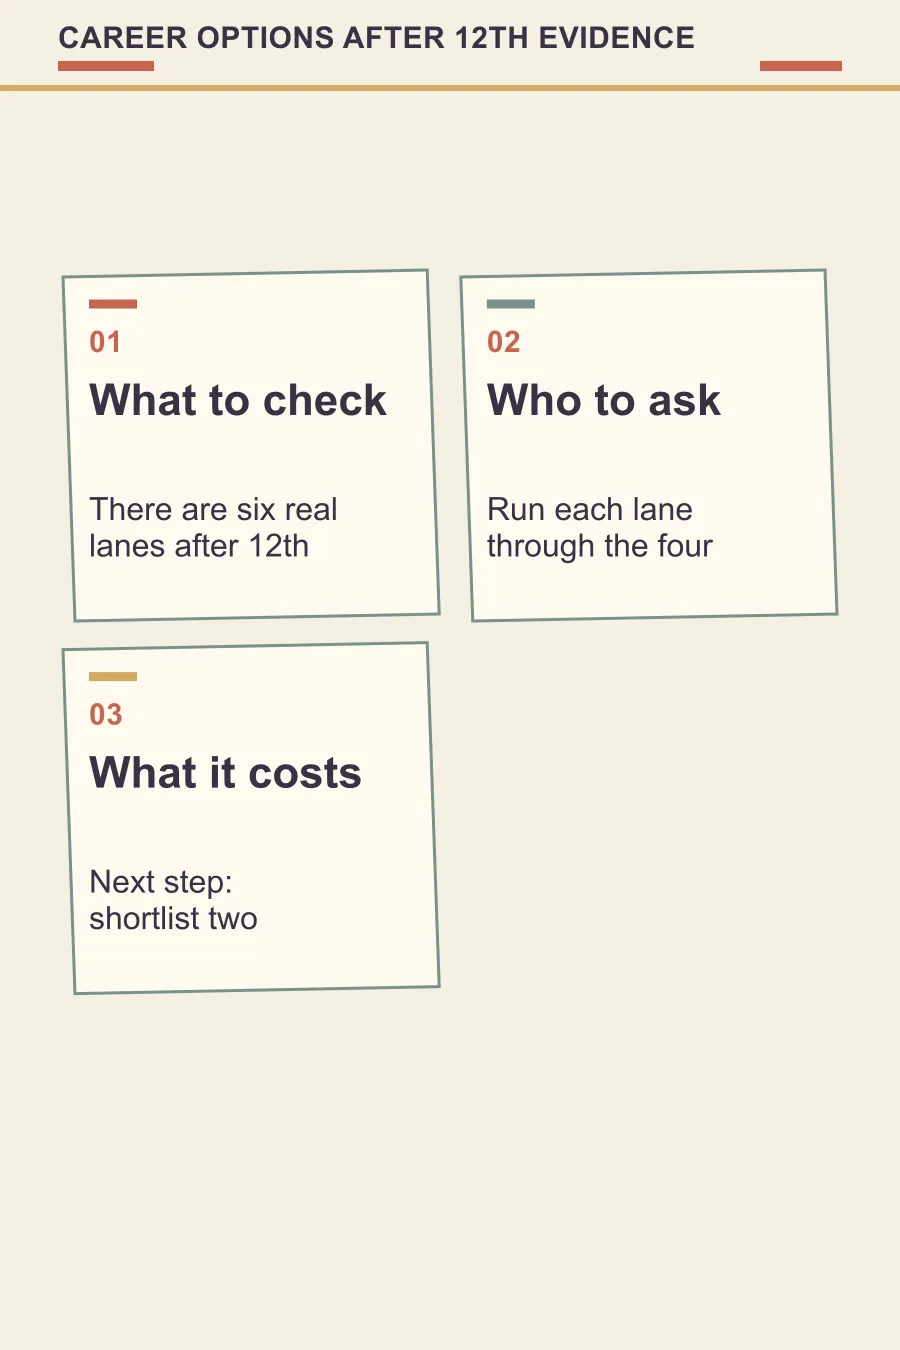 CAREER OPTIONS AFTER 12TH EVIDENCE
01
What to check
There are six real
lanes after 12th
02
Who to ask
Run each lane
through the four
03
What it costs
Next step:
shortlist two